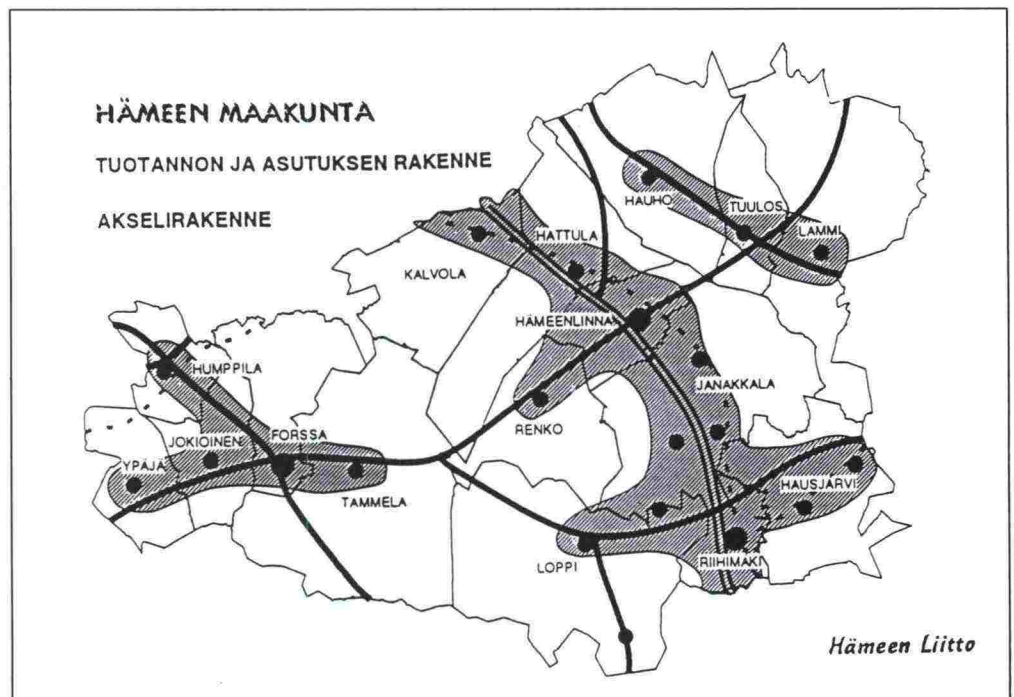 HÄMEEN MAAKUNTA
TUOTANNON JA ASUTUKSEN RAKENNE
AKSELIRAKENNE
HAUHO
TUULOS
LAMMI
HATTULA
KALVOLA
HÄMEENLINNA
HUMPPILA
JANAKKALA
RENKO
JOKIOINEN
FORSSA
YPÄJÄ
TAMMELA
HAUSJÄRVI
LOPPI
RIIHIMÄKI
Hämeen Liitto